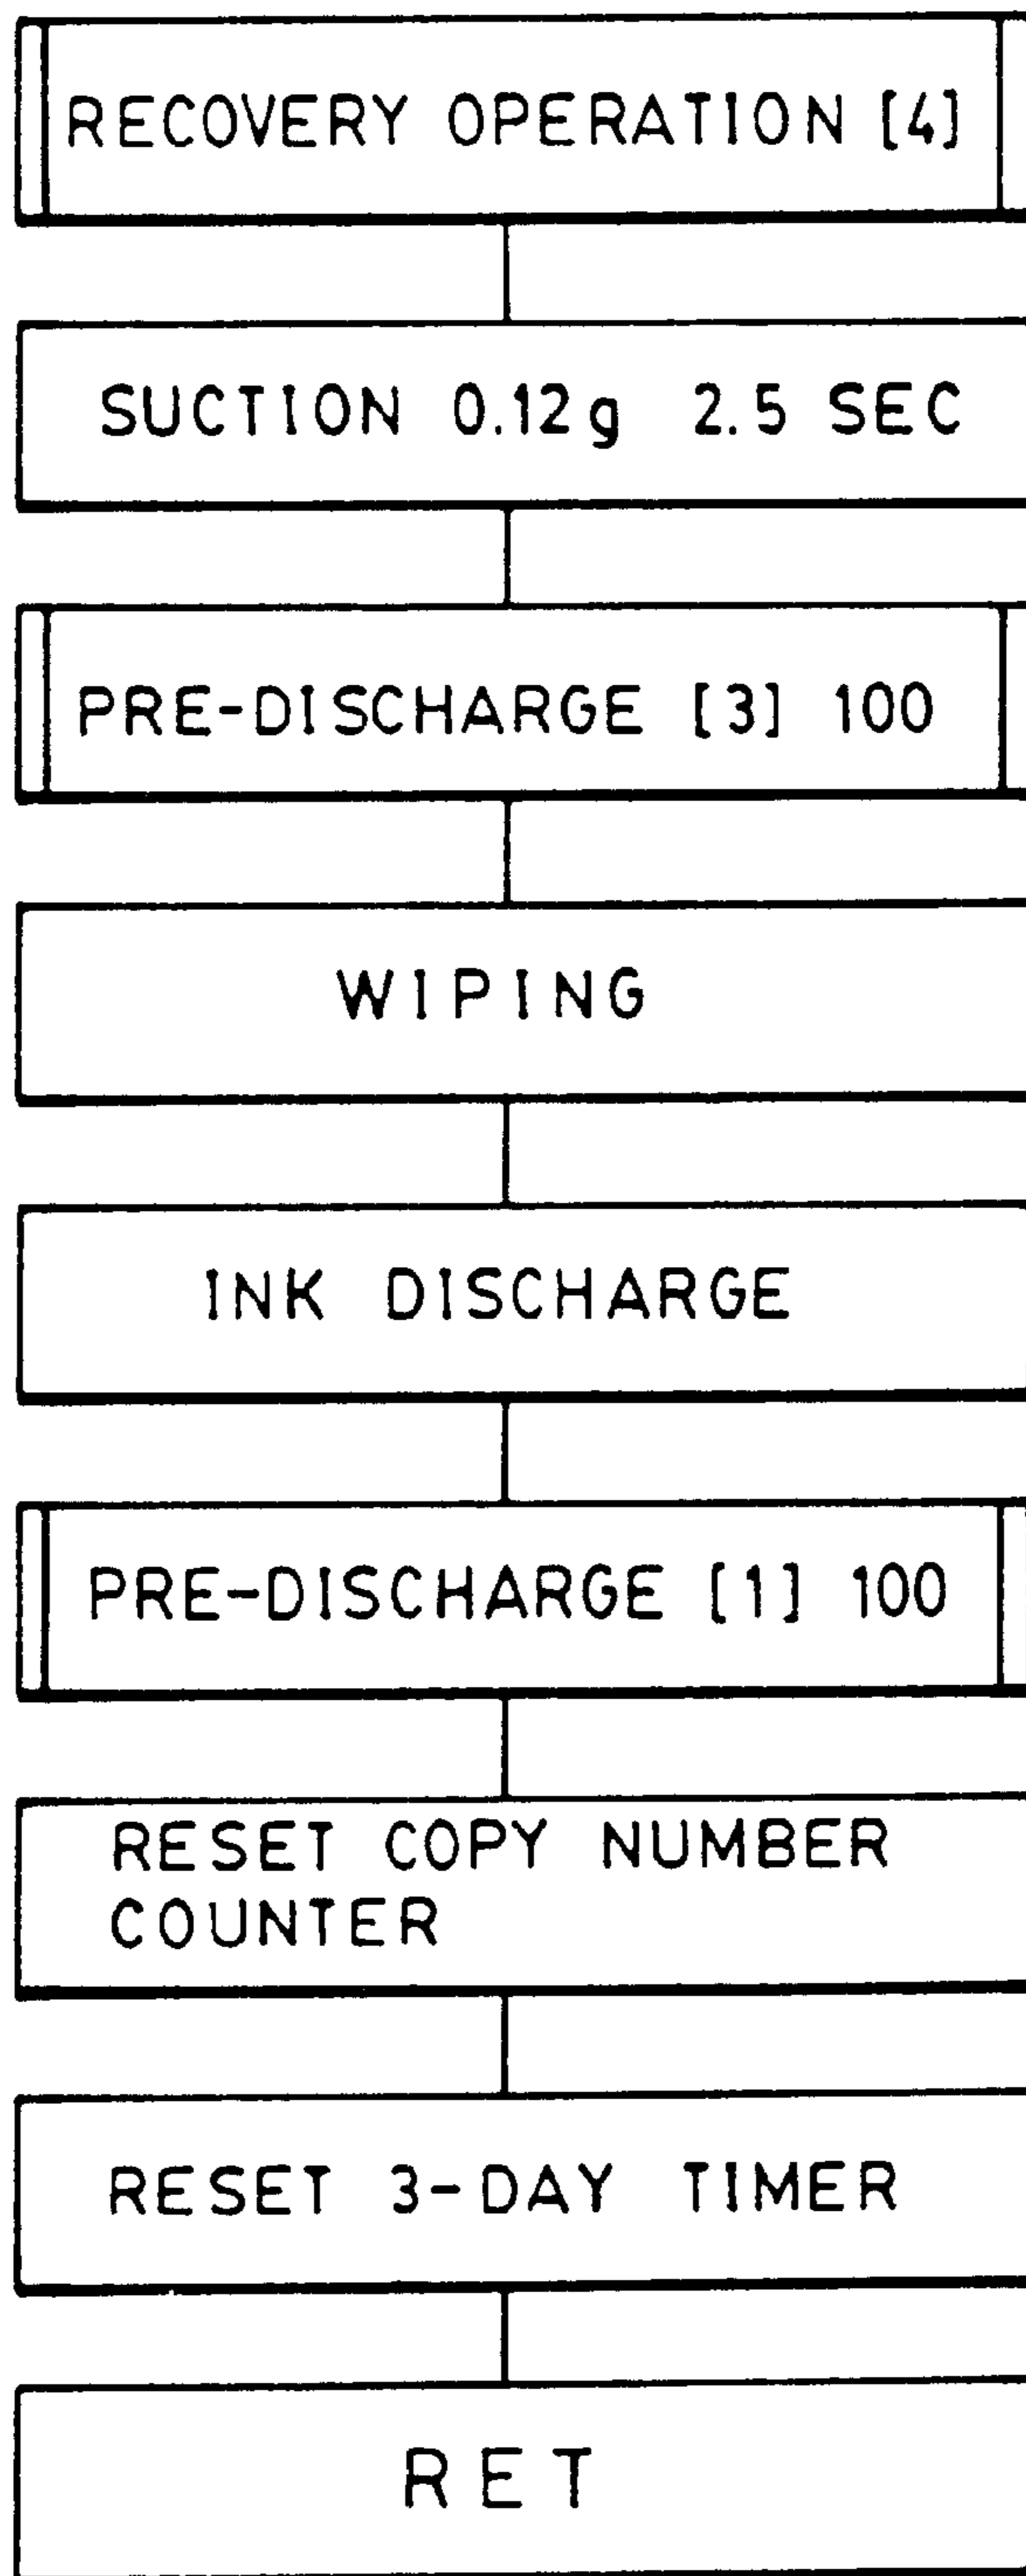 RECOVERY OPERATION [4]
SUCTION 0.12g 2.5 SEC
PRE-DISCHARGE [3] 100
WIPING
INK DISCHARGE
PRE-DISCHARGE [1] 100
RESET COPY NUMBER
COUNTER
RESET 3-DAY TIMER
RET